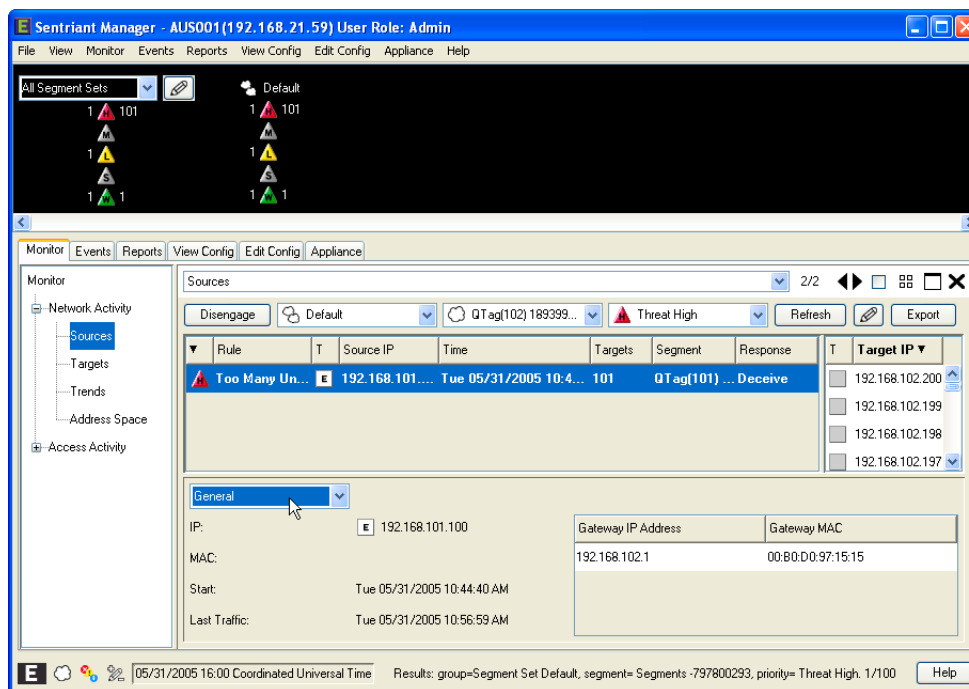 Sentriant Manager - AUS001(192.168.21.59) User Role: Admin
File View Monitor Events Reports View Config Edit Config Appliance Help
All Segment Sets Default
1 H 101 1 H 101
M M
1 L 1 L
S S
1 W 1 1 W 1
Monitor Events Reports View Config Edit Config Appliance
Monitor
Network Activity
Sources
Targets
Trends
Address Space
Access Activity
Sources 2/2
Disengage Default QTag(102) 189399... Threat High Refresh Export
Rule T Source IP Time Targets Segment Response
H Too Many Un... E 192.168.101.... Tue 05/31/2005 10:4... 101 QTag(101) ... Deceive
T Target IP
192.168.102.200
192.168.102.199
192.168.102.198
192.168.102.197
General
IP: E 192.168.101.100
MAC:
Start: Tue 05/31/2005 10:44:40 AM
Last Traffic: Tue 05/31/2005 10:56:59 AM
Gateway IP Address Gateway MAC
192.168.102.1 00:B0:D0:97:15:15
E 05/31/2005 16:00 Coordinated Universal Time Results: group=Segment Set Default, segment= Segments -797800293, priority= Threat High. 1/100 Help